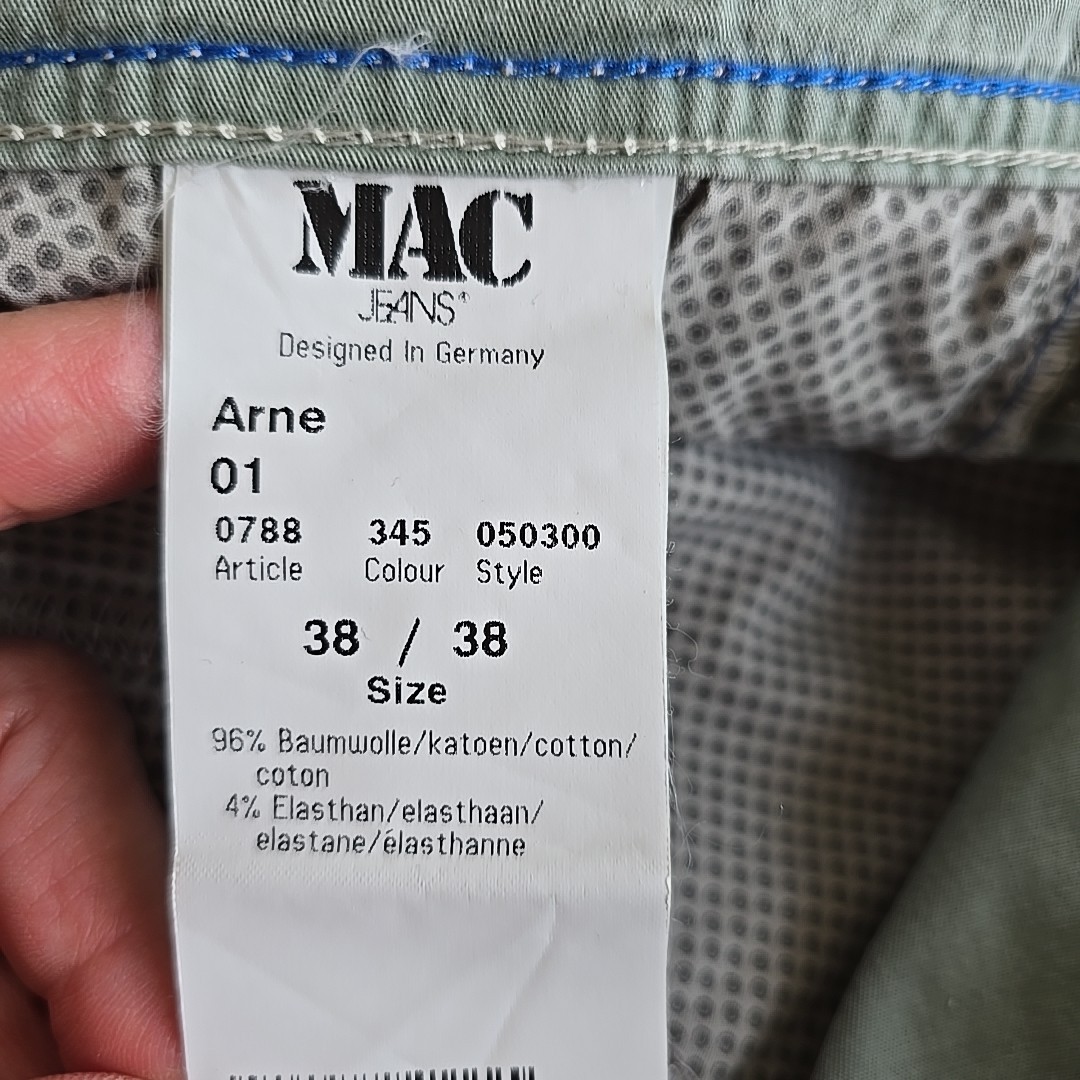 MAC
JEANS®
Designed In Germany
Arne
01
0788 345 050300
Article Colour Style
38 / 38
Size
96% Baumwolle/katoen/cotton/
coton
4% Elasthan/elasthaan/
elastane/élasthanne